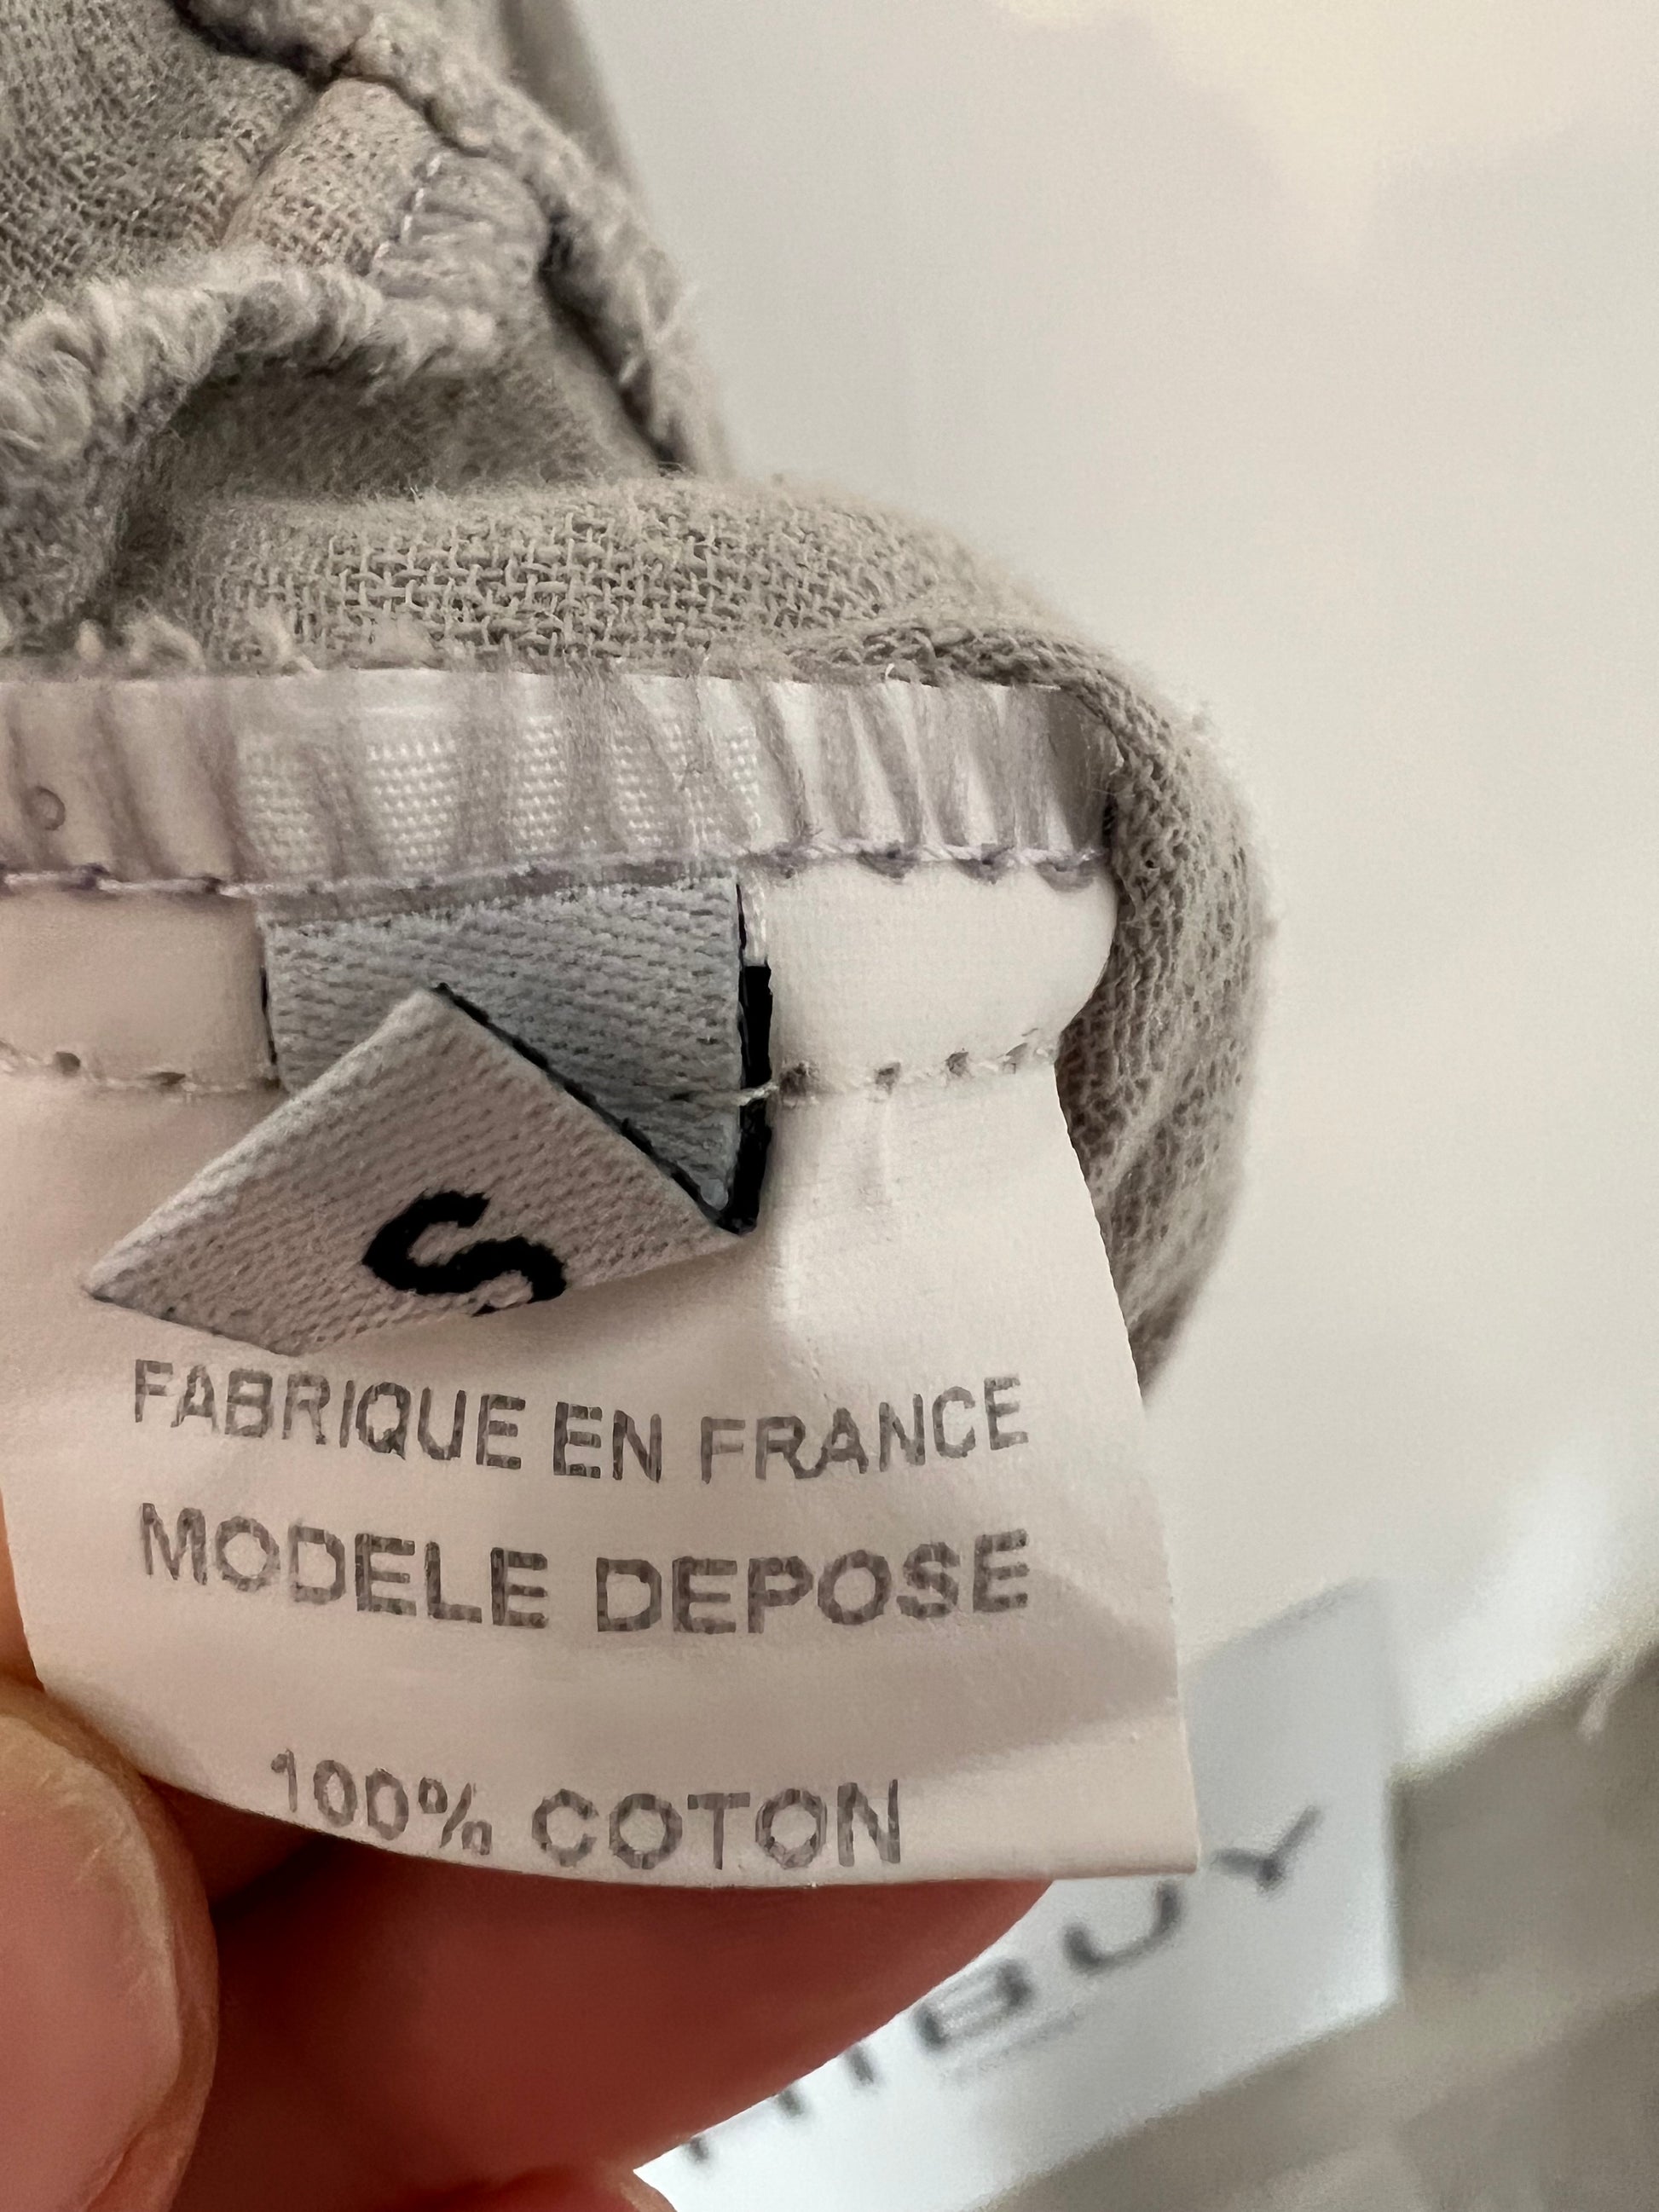 S
FABRIQUE EN FRANCE
MODELE DEPOSE
100% COTON